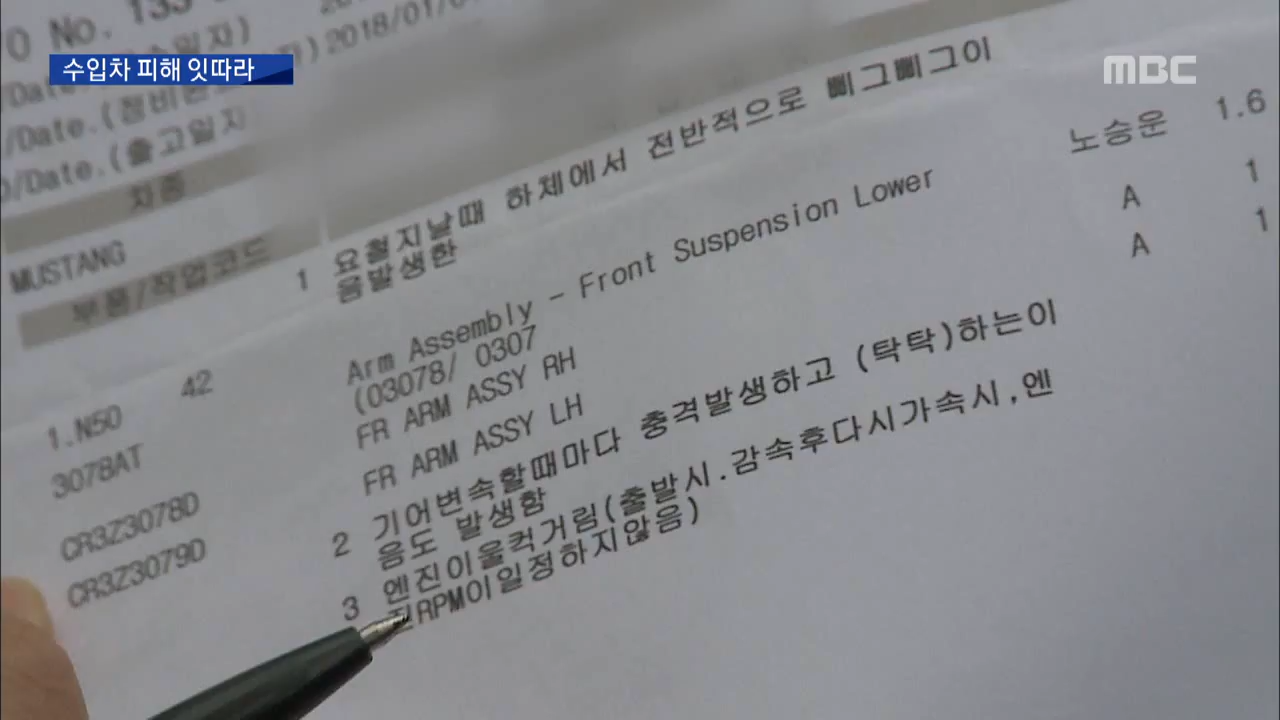 수입차 피해 잇따라
MBC
O No. 133
2018/01/0
/Date.(정비
/Date.(출고일자
차종
MUSTANG
부품/작업코드
1 요철지날때 하체에서 전반적으로 삐그삐그이
음발생한
노승운 1.6
1.N50 42 Arm Assembly - Front Suspension Lower A 1
3078AT (03078/ 0307 A 1
CR3Z3078D FR ARM ASSY RH
CR3Z3079D FR ARM ASSY LH
2 기어변속할때마다 충격발생하고 (탁탁)하는이
음도 발생함
3 엔진이울컥거림(출발시.감속후다시가속시,엔
진RPM이일정하지않음)